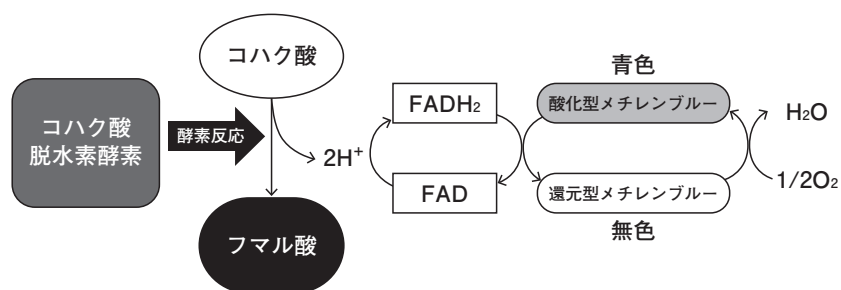 コハク酸
脱水素酵素
酵素反応
コハク酸
2H⁺
フマル酸
FADH₂
FAD
青色
酸化型メチレンブルー
還元型メチレンブルー
無色
H₂O
1/2O₂